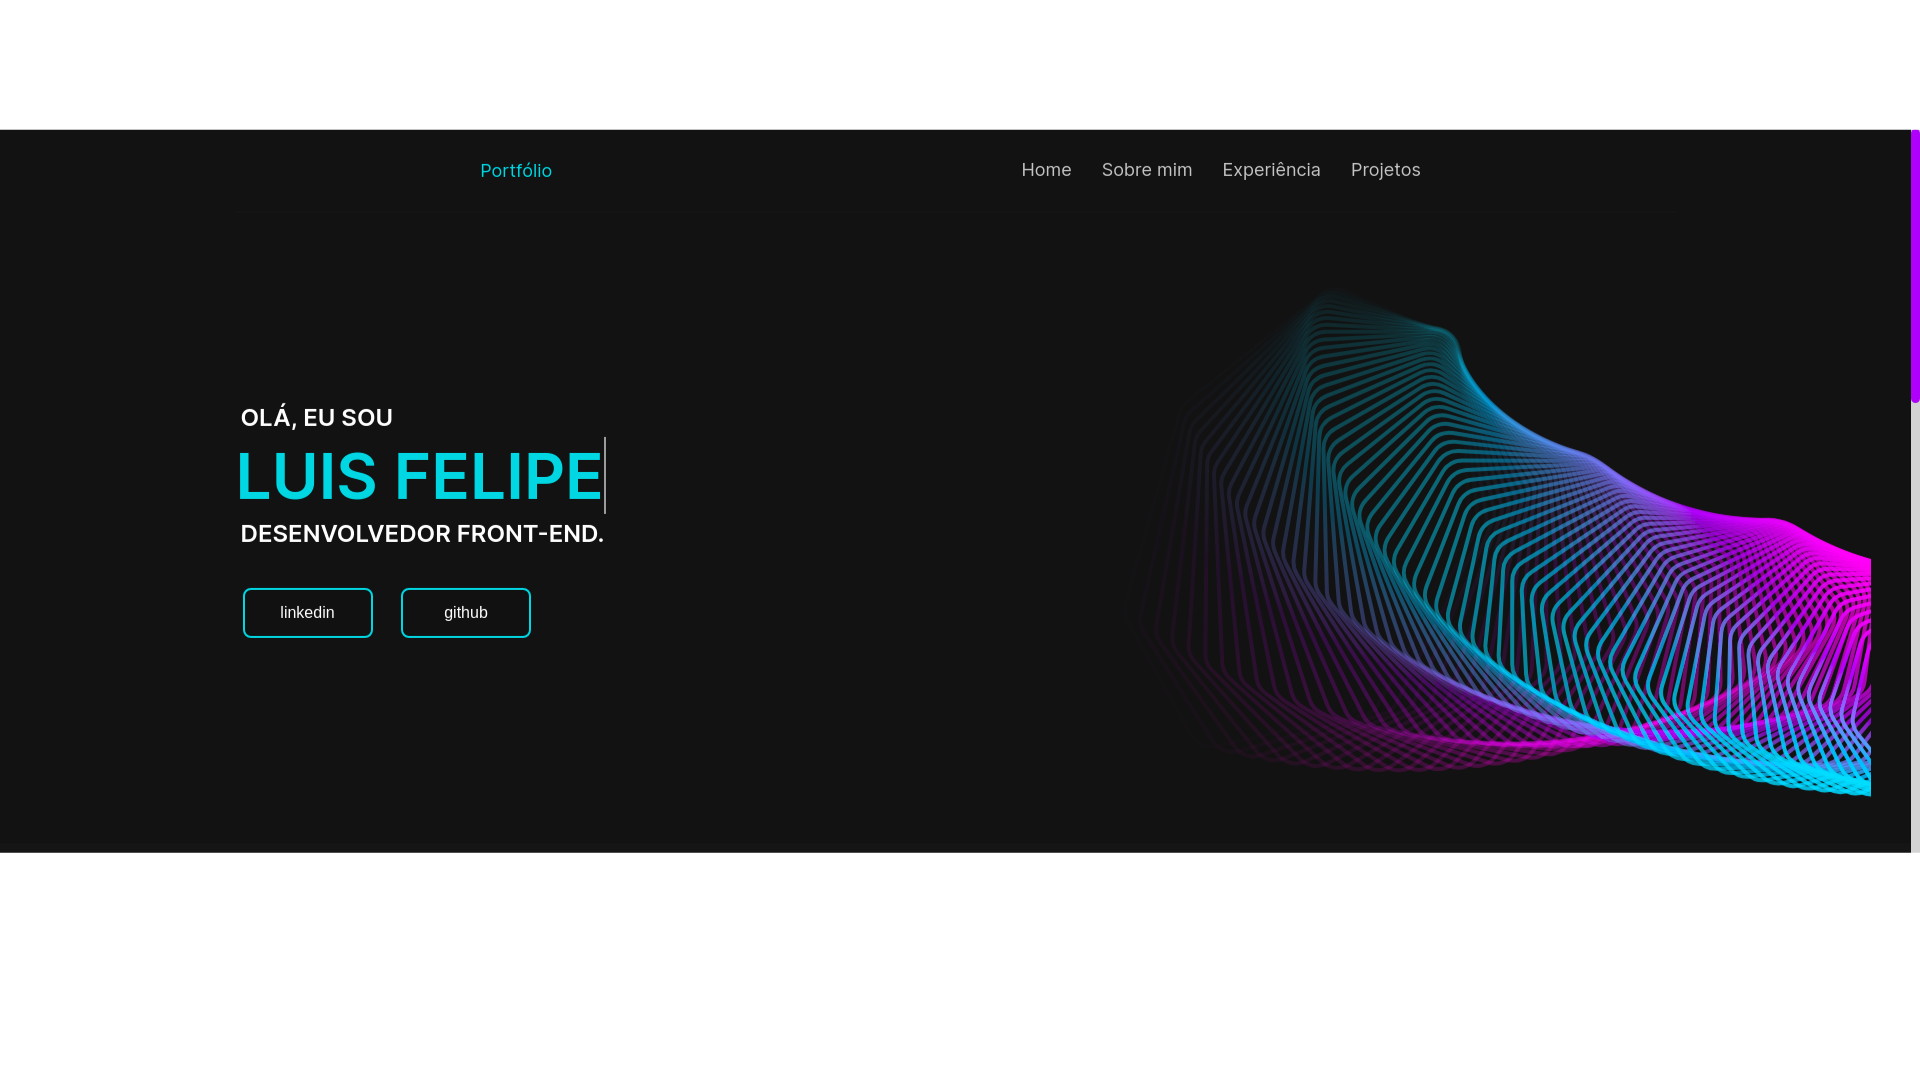 Portfólio
Home Sobre mim Experiência Projetos
OLÁ, EU SOU
LUIS FELIPE
DESENVOLVEDOR FRONT-END.
linkedin github